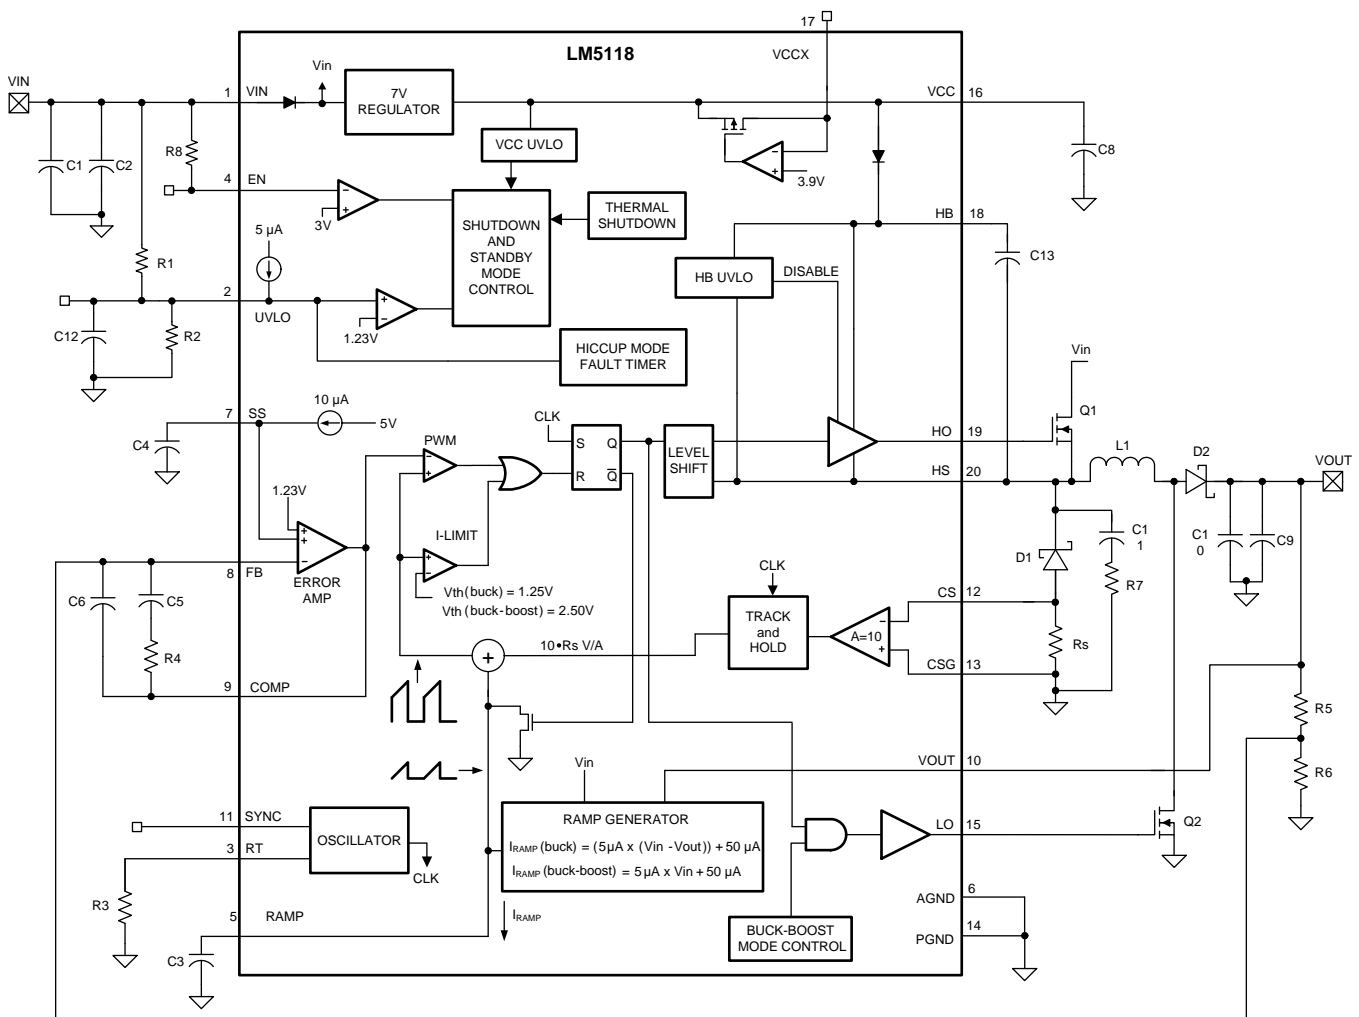 17
LM5118
VCCX
VIN
1
VIN
Vin
7V
REGULATOR
VCC
16
C1
C2
R8
VCC UVLO
C8
4
EN
3V
3.9V
SHUTDOWN
AND
STANDBY
MODE
CONTROL
THERMAL
SHUTDOWN
HB
18
5 µA
R1
C13
HB UVLO
DISABLE
2
UVLO
C12
R2
1.23V
HICCUP MODE
FAULT TIMER
Vin
7
SS
10 µA
5V
C4
CLK
PWM
S
Q
R
Q
LEVEL
SHIFT
HO
19
Q1
HS
20
L1
D2
VOUT
1.23V
I-LIMIT
C1
1
C1
0
C9
D1
R7
8
FB
ERROR
AMP
C6
C5
Vth(buck) = 1.25V
Vth(buck-boost) = 2.50V
CLK
TRACK
and
HOLD
A=10
-
+
CS
12
Rs
R4
+
10•Rs V/A
CSG
13
9
COMP
R5
Vin
VOUT
10
R6
11
SYNC
OSCILLATOR
3
RT
CLK
RAMP GENERATOR
IRAMP(buck) = (5µA x (Vin -Vout)) + 50 µA
IRAMP(buck-boost) = 5µA x Vin + 50 µA
LO
15
Q2
R3
5
RAMP
IRAMP
BUCK-BOOST
MODE CONTROL
AGND
6
PGND
14
C3